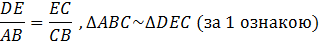 DE/AB = EC/CB , ΔABC~ΔDEC (за 1 ознакою)